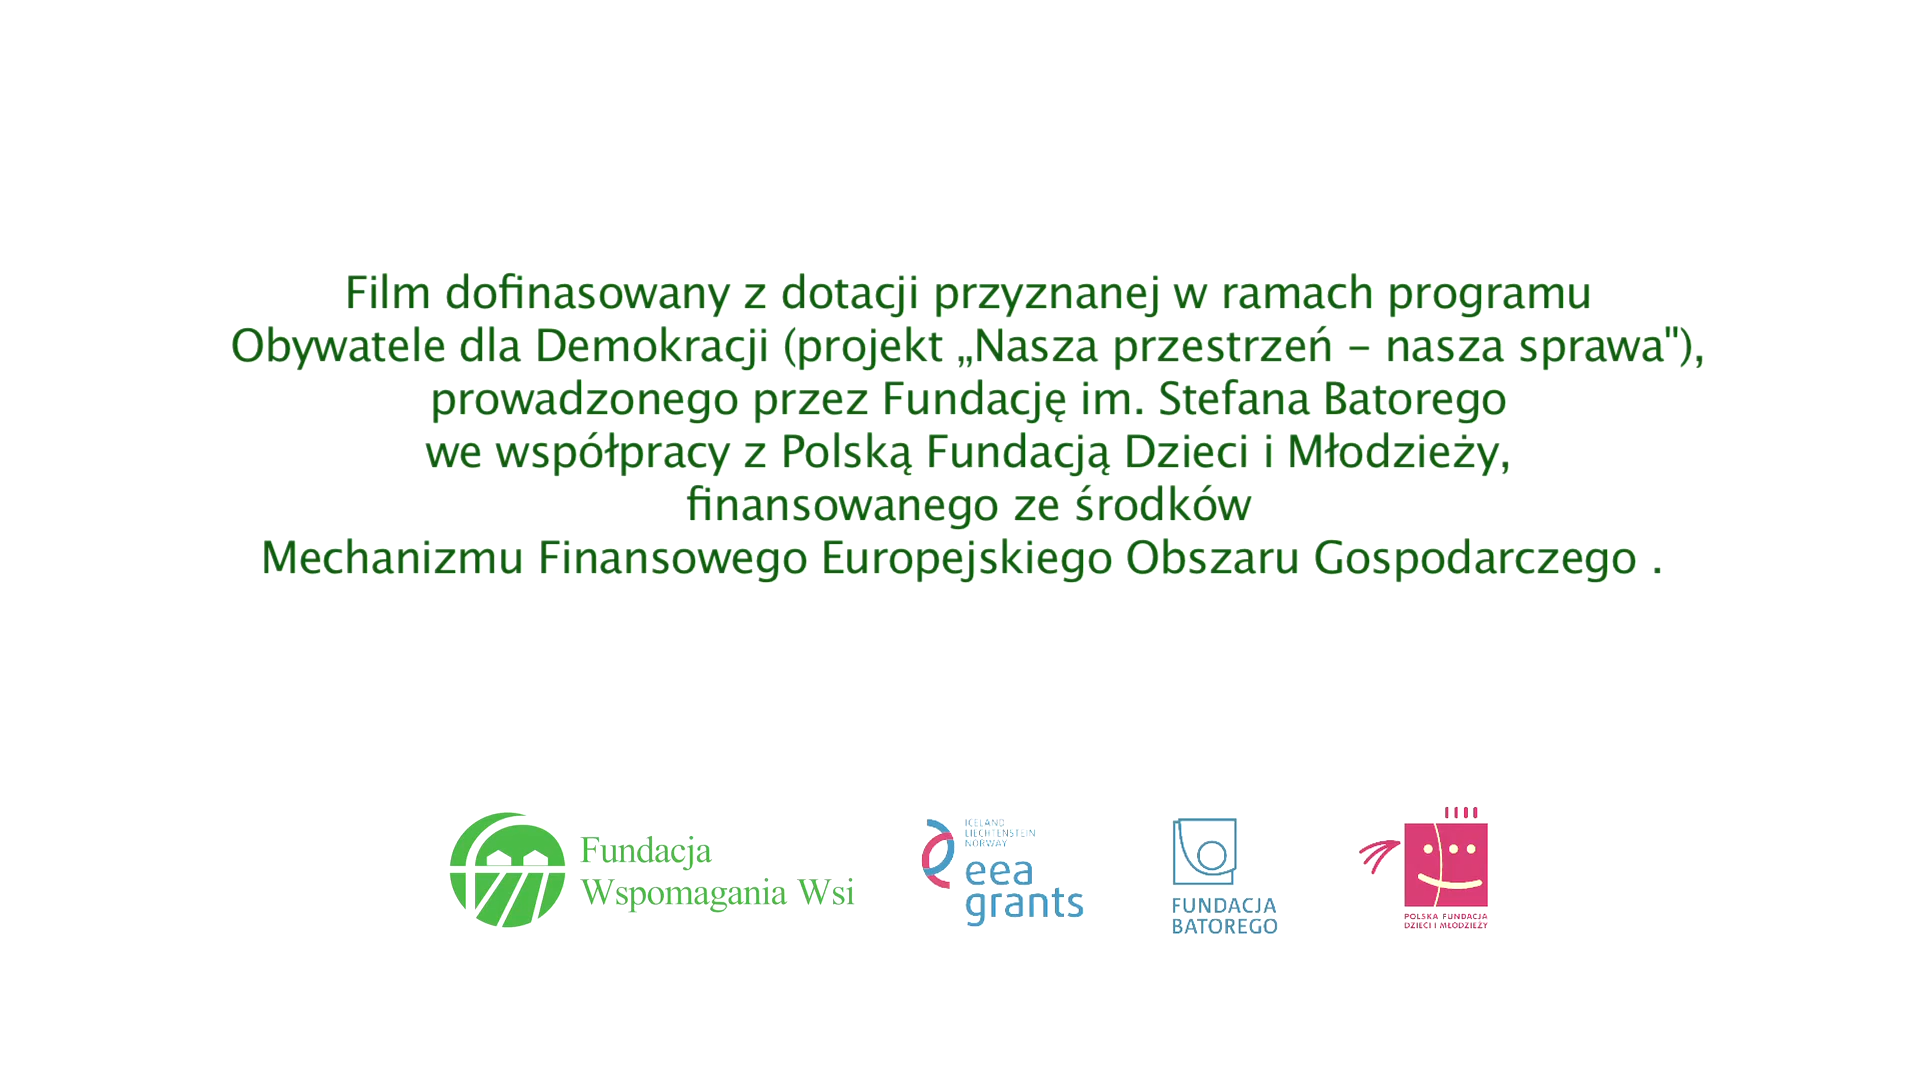 Film dofinasowany z dotacji przyznanej w ramach programu
Obywatele dla Demokracji (projekt „Nasza przestrzeń – nasza sprawa"),
prowadzonego przez Fundację im. Stefana Batorego
we współpracy z Polską Fundacją Dzieci i Młodzieży,
finansowanego ze środków
Mechanizmu Finansowego Europejskiego Obszaru Gospodarczego .
Fundacja
Wspomagania Wsi
ICELAND
LIECHTENSTEIN
NORWAY
eea
grants
FUNDACJA
BATOREGO
POLSKA FUNDACJA
DZIECI I MŁODZIEŻY